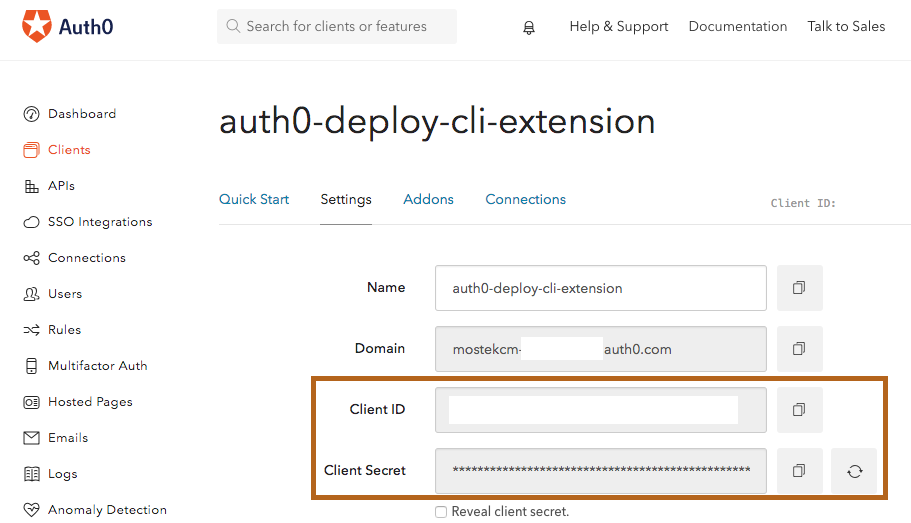 Auth0
Search for clients or features
Help & Support
Documentation
Talk to Sales
Dashboard
Clients
APIs
SSO Integrations
Connections
Users
Rules
Multifactor Auth
Hosted Pages
Emails
Logs
Anomaly Detection
auth0-deploy-cli-extension
Quick Start
Settings
Addons
Connections
Client ID:
Name
auth0-deploy-cli-extension
Domain
mostekcm- auth0.com
Client ID
Client Secret
************************************************
Reveal client secret.